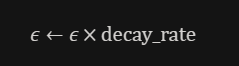 ϵ ← ϵ × decay_rate